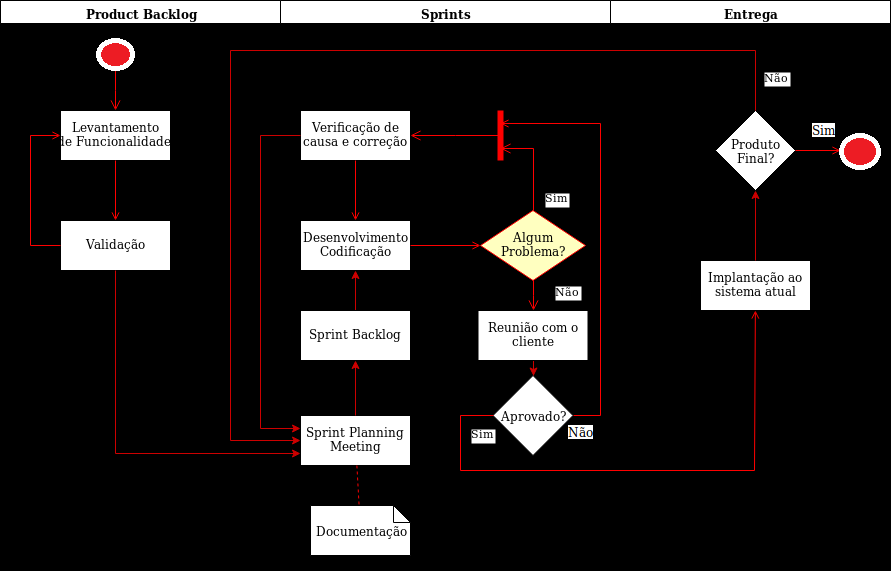 Product Backlog
Sprints
Entrega
Levantamento
de Funcionalidade
Validação
Verificação de
causa e correção
Desenvolvimento
Codificação
Sprint Backlog
Sprint Planning
Meeting
Documentação
Sim
Algum
Problema?
Não
Reunião com o
cliente
Aprovado?
Sim
Não
Não
Produto
Final?
Sim
Implantação ao
sistema atual